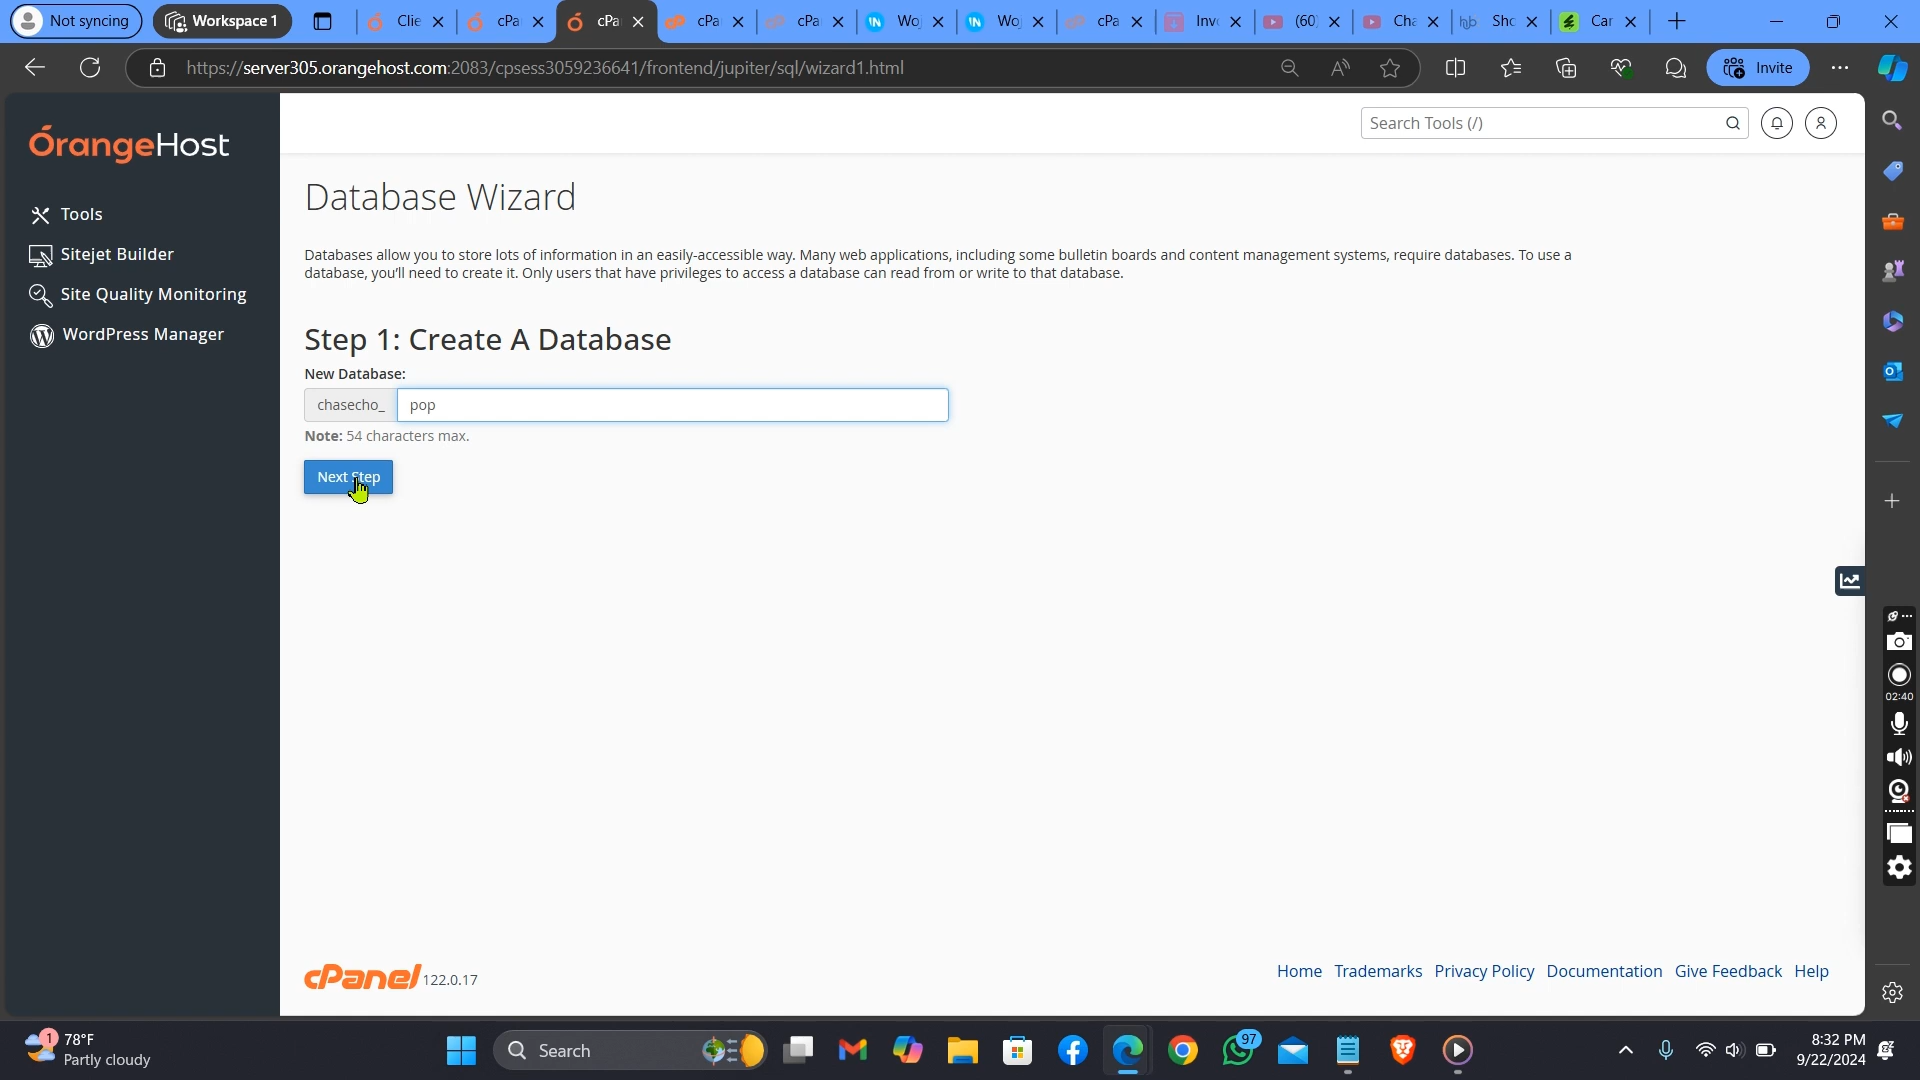 Not syncing
Workspace 1
Clie
cPa
cPa
cPa
cPa
Wo
Wo
cPa
Inv
(60
Cha
Sho
Car
https://server305.orangehost.com:2083/cpsess3059236641/frontend/jupiter/sql/wizard1.html
Invite
OrangeHost
Search Tools (/)
Tools
Sitejet Builder
Site Quality Monitoring
WordPress Manager
Database Wizard
Databases allow you to store lots of information in an easily-accessible way. Many web applications, including some bulletin boards and content management systems, require databases. To use a
database, you'll need to create it. Only users that have privileges to access a database can read from or write to that database.
Step 1: Create A Database
New Database:
chasecho_
pop
Note: 54 characters max.
Next Step
02:40
cPanel 122.0.17
Home
Trademarks
Privacy Policy
Documentation
Give Feedback
Help
1
78°F
Partly cloudy
Search
97
8:32 PM
9/22/2024